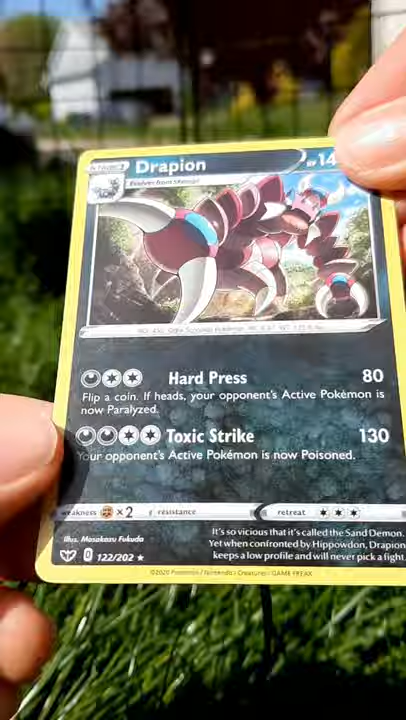 STAGE 1 Drapion HP 14
Evolves from Skorupi
Hard Press 80
Flip a coin. If heads, your opponent's Active Pokémon is
now Paralyzed.
Toxic Strike 130
Your opponent's Active Pokémon is now Poisoned.
weakness ×2 resistance retreat
It's so vicious that it's called the Sand Demon.
Yet when confronted by Hippowdon, Drapion
keeps a low profile and will never pick a fight.
Illus. Masakazu Fukuda
D 122/202 ★
©2020 Pokémon / Nintendo / Creatures / GAME FREAK